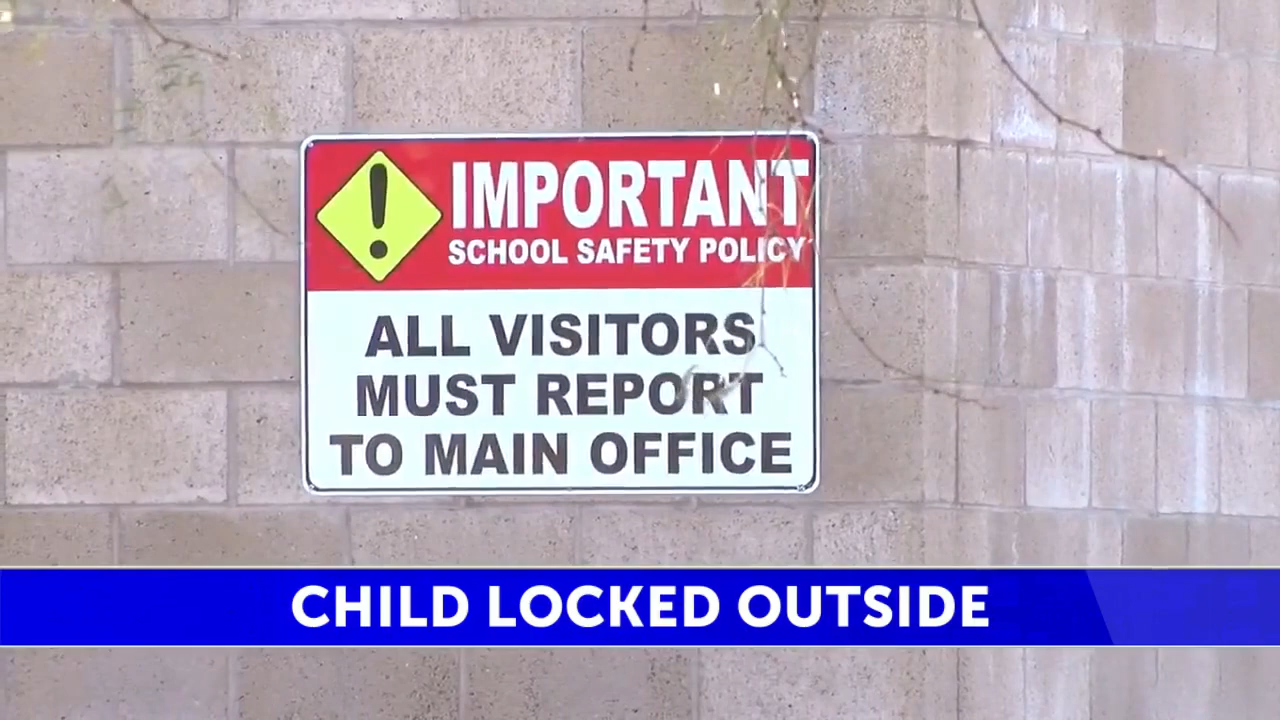 IMPORTANT
SCHOOL SAFETY POLICY
ALL VISITORS
MUST REPORT
TO MAIN OFFICE
CHILD LOCKED OUTSIDE